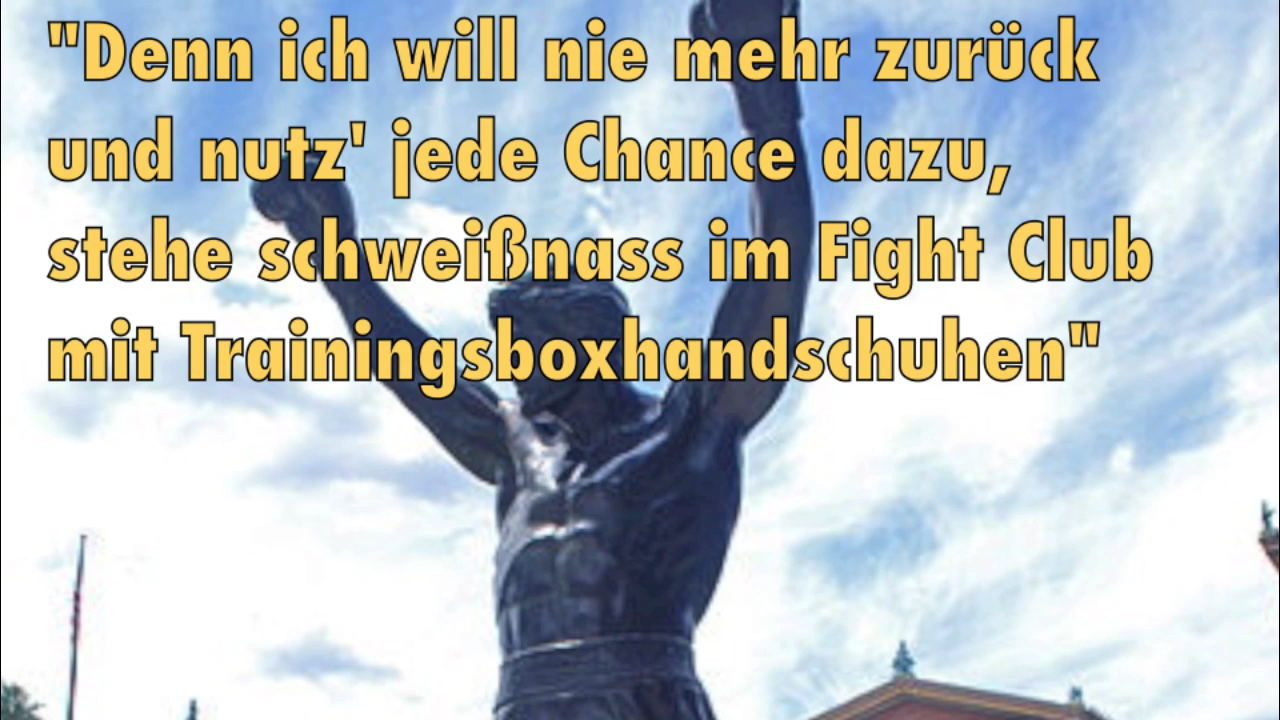 "Denn ich will nie mehr zurück
und nutz' jede Chance dazu,
stehe schweißnass im Fight Club
mit Trainingsboxhandschuhen"